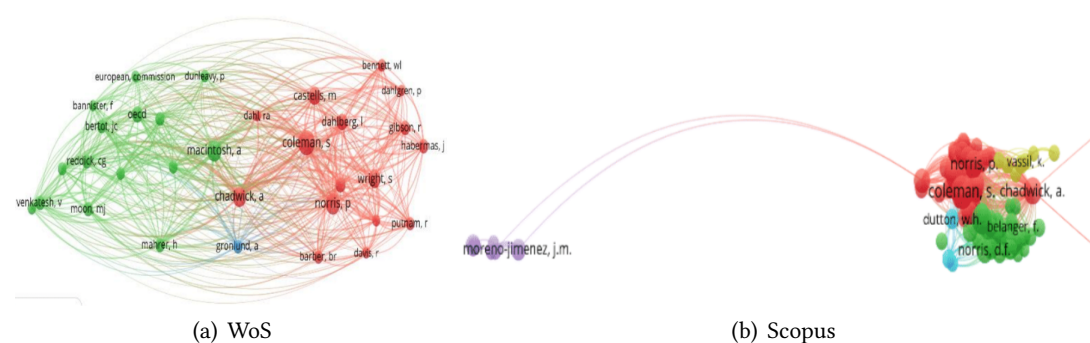 bennett, wl
european, commission
dunleavy, p
dahlgren, p
castells, m
bannister, f
oecd
dahl, ra
dahlberg, l
gibson, r
bertot, jc
coleman, s
habermas, j
macintosh, a
reddick, cg
wright, s
chadwick, a
venkatesh, v
moon, mj
norris, p
putnam, r
mahrer, h
gronlund, a
barber, br
davis, r
(a) WoS
norris, p.
vassil, k.
coleman, s.
chadwick, a.
dutton, w.h.
belanger, f.
moreno-jimenez, j.m.
norris, d.f.
(b) Scopus